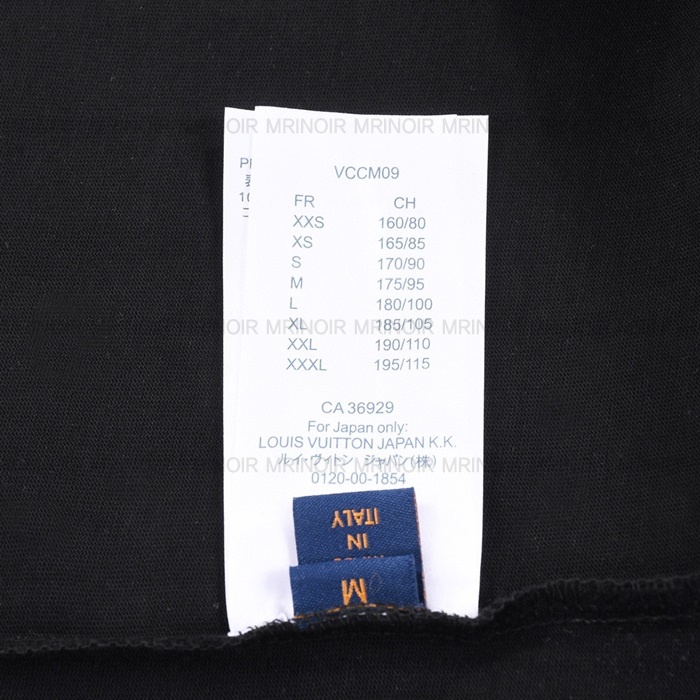 OIR MRINOIR MRINOIR MRINOIR
VCCM09
FR CH
XXS 160/80
XS 165/85
S 170/90
M 175/95
L 180/100
XL 185/105
NOIR MRINOIR MRINOIR MRINOIR
XXL 190/110
XXXL 195/115
CA 36929
For Japan only:
LOUIS VUITTON JAPAN K.K.
ルイ・ヴィトン ジャパン(株)
NOIR MRINOIR MRINOIR MRINOIR
0120-00-1854
ITALY
IN
M